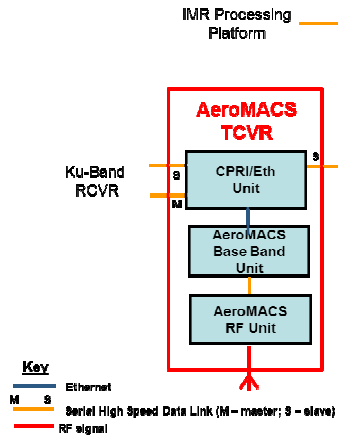 IMR Processing
Platform
AeroMACS
TCVR
Ku-Band
RCVR
S
M
CPRI/Eth
Unit
S
AeroMACS
Base Band
Unit
AeroMACS
RF Unit
Key
Ethernet
M S
Serial High Speed Data Link (M – master; S – slave)
RF signal